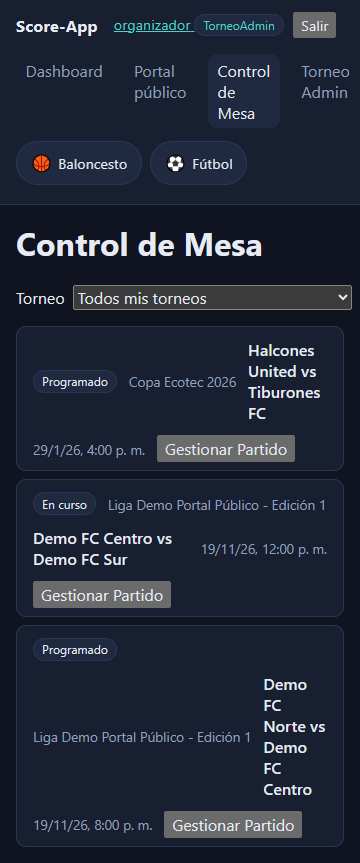 Score-App organizador TorneoAdmin Salir
Dashboard
Portal
público
Control
de
Mesa
Torneo
Admin
Baloncesto
Fútbol
Control de Mesa
Torneo Todos mis torneos
Programado Copa Ecotec 2026
Halcones
United vs
Tiburones
FC
29/1/26, 4:00 p. m. Gestionar Partido
En curso Liga Demo Portal Público - Edición 1
Demo FC Centro vs
Demo FC Sur
19/11/26, 12:00 p. m.
Gestionar Partido
Programado
Liga Demo Portal Público - Edición 1
Demo
FC
Norte vs
Demo
FC
Centro
19/11/26, 8:00 p. m. Gestionar Partido